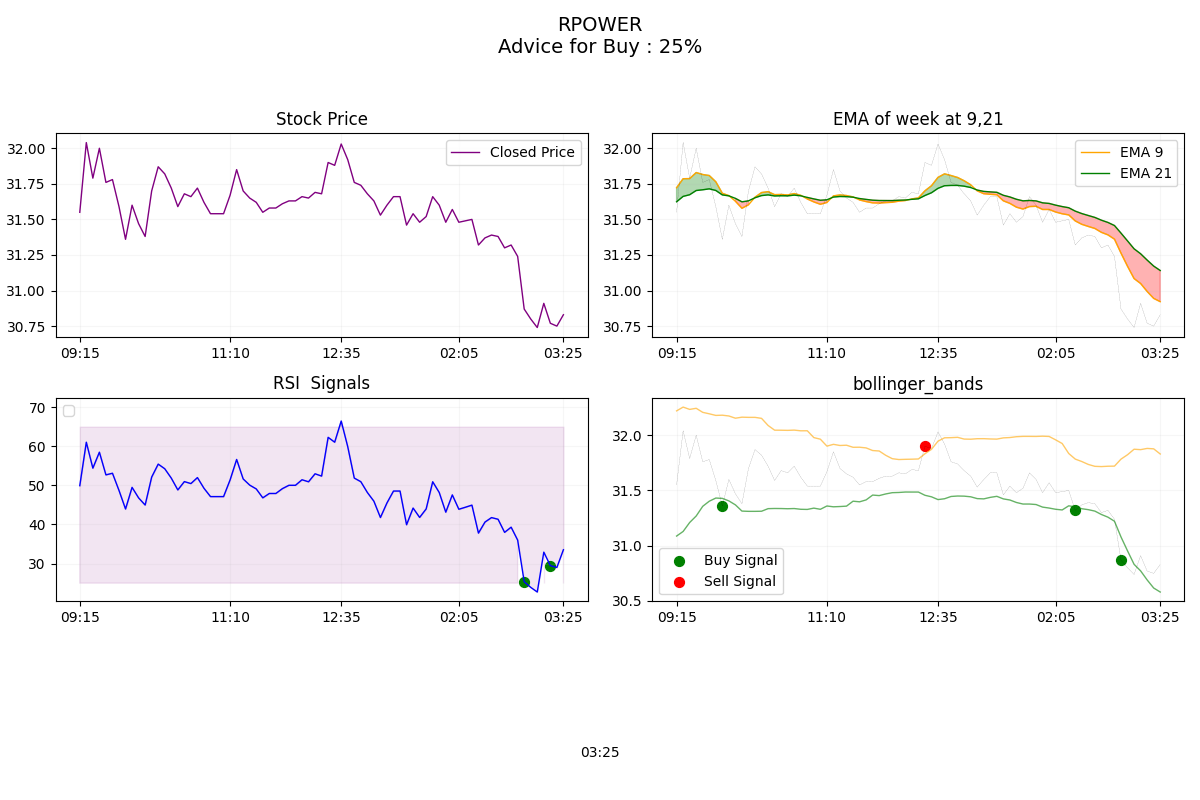 RPOWER
Advice for Buy : 25%
Stock Price
32.00
31.75
31.50
31.25
31.00
30.75
Closed Price
09:15 11:10 12:35 02:05 03:25
EMA of week at 9,21
32.00
31.75
31.50
31.25
31.00
30.75
EMA 9
EMA 21
09:15 11:10 12:35 02:05 03:25
RSI  Signals
70
60
50
40
30
09:15 11:10 12:35 02:05 03:25
bollinger_bands
32.0
31.5
31.0
30.5
Buy Signal
Sell Signal
09:15 11:10 12:35 02:05 03:25
03:25